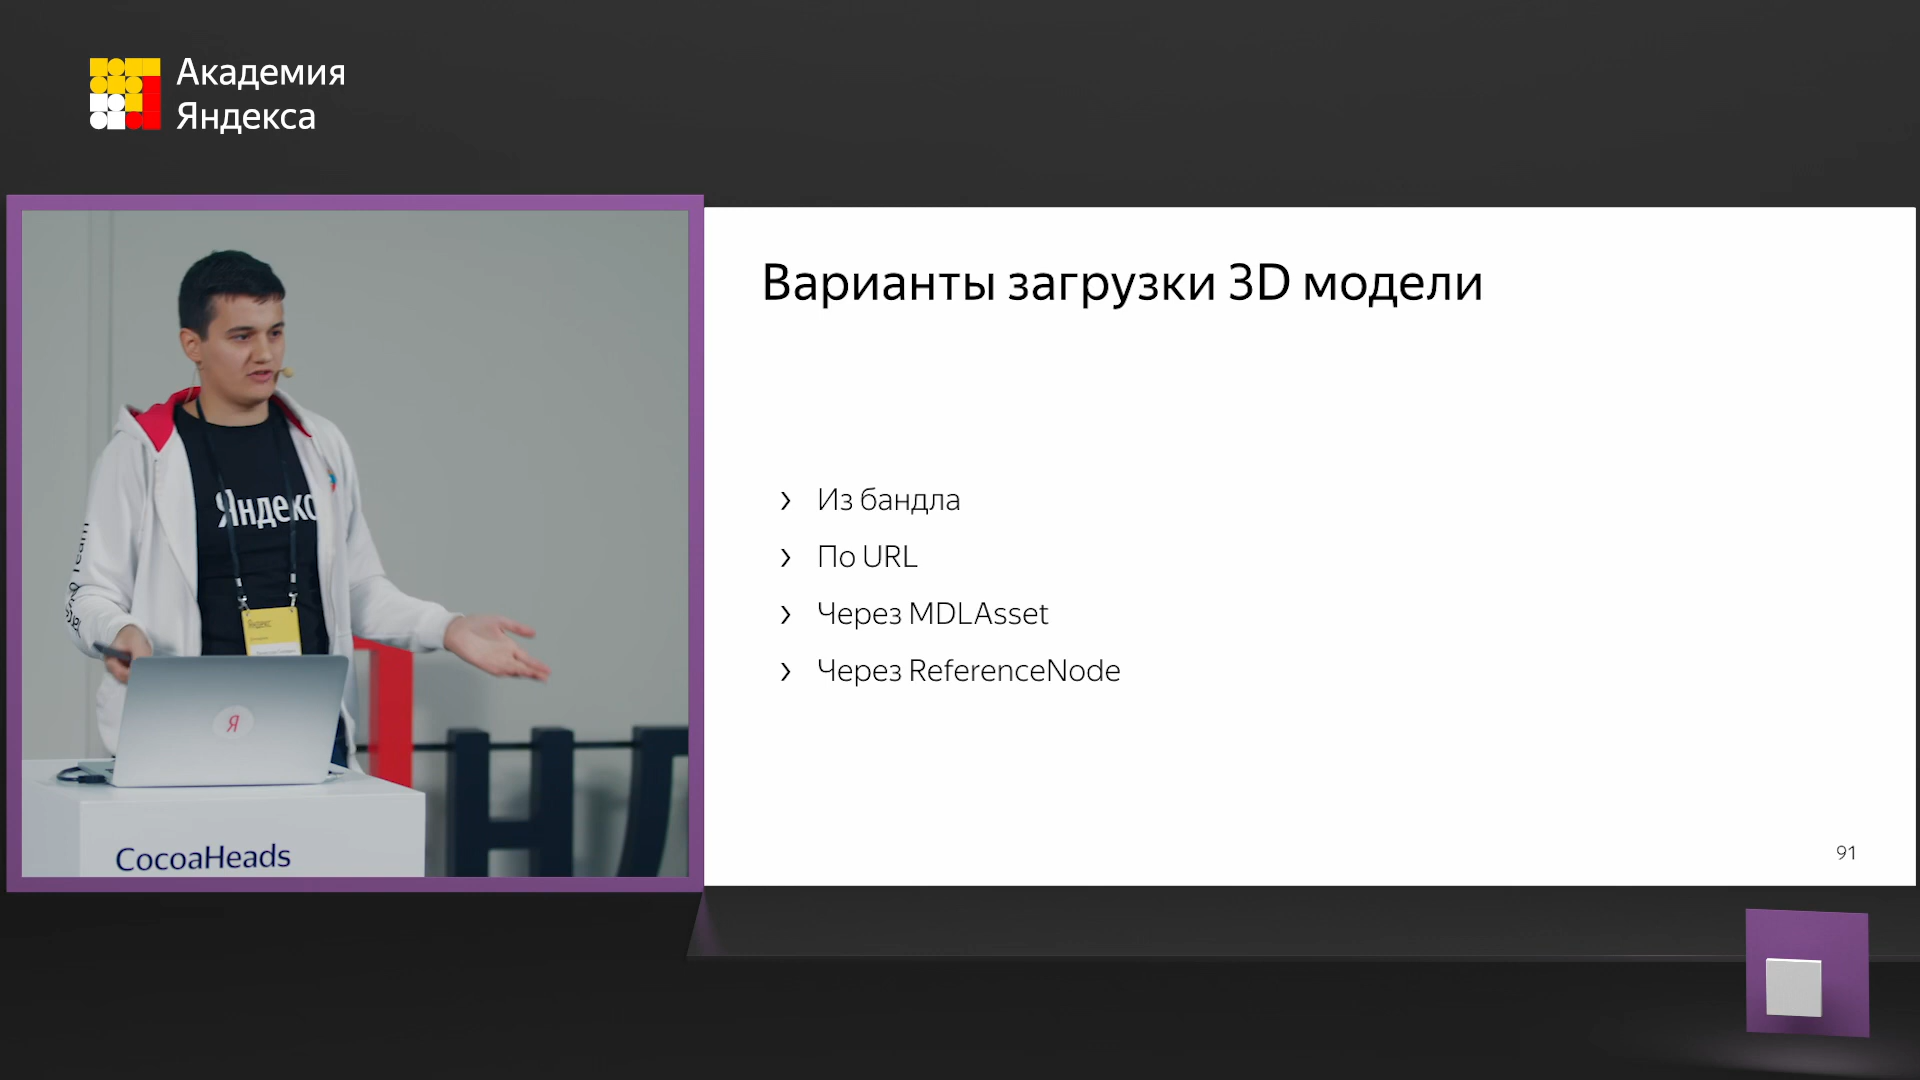 Академия
Яндекса
Варианты загрузки 3D модели
Из бандла
По URL
Через MDLAsset
Через ReferenceNode
91
Яндекс
Я
CocoaHeads